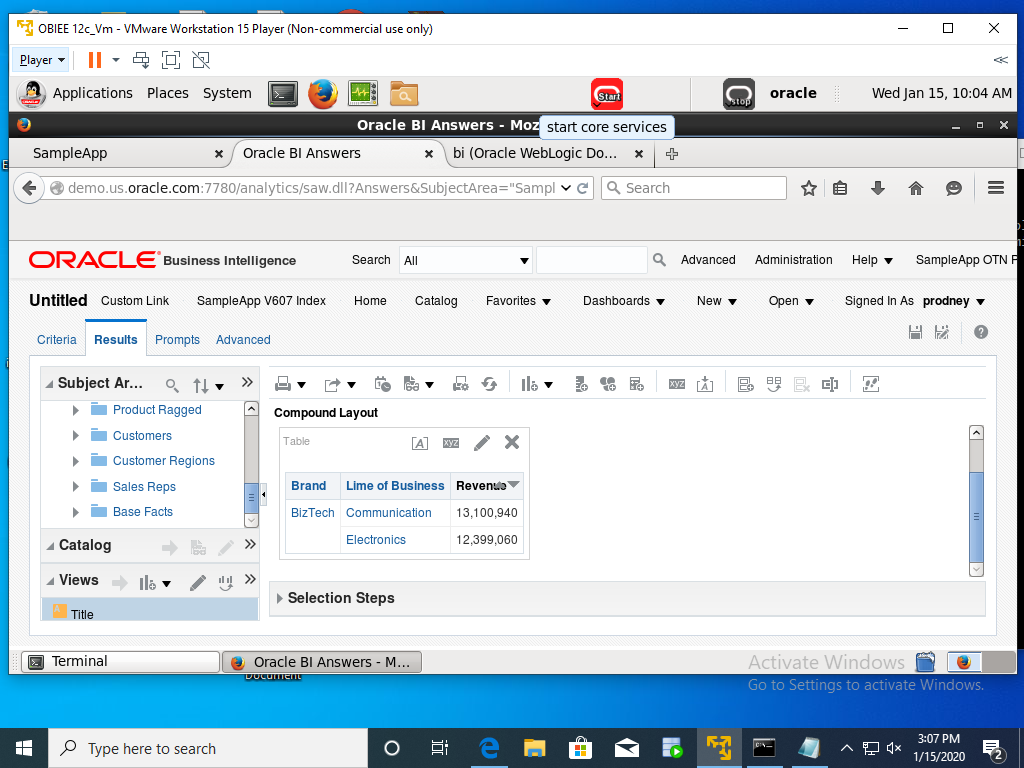 OBIEE 12c_Vm - VMware Workstation 15 Player (Non-commercial use only)
Player
Applications Places System Start stop oracle Wed Jan 15, 10:04 AM
Oracle BI Answers - Moz
start core services
SampleApp Oracle BI Answers bi (Oracle WebLogic Do...
demo.us.oracle.com:7780/analytics/saw.dll?Answers&SubjectArea="Sampl Search
ORACLE Business Intelligence Search All Advanced Administration Help SampleApp OTN P
Untitled Custom Link SampleApp V607 Index Home Catalog Favorites Dashboards New Open Signed In As prodney
Criteria Results Prompts Advanced
Subject Ar...
Product Ragged
Customers
Customer Regions
Sales Reps
Base Facts
Catalog
Views
Title
Compound Layout
Table
Brand Lime of Business Revenue
BizTech Communication 13,100,940
Electronics 12,399,060
Selection Steps
Terminal Oracle BI Answers - M...
Document
Activate Windows
Go to Settings to activate Windows.
Type here to search
3:07 PM
1/15/2020
2